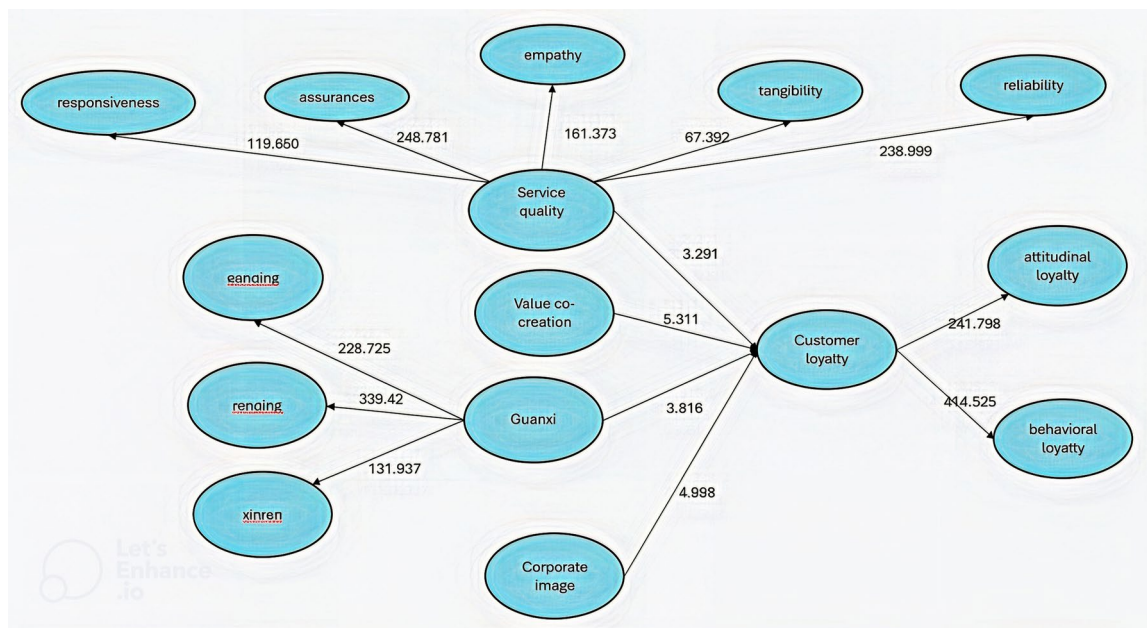 empathy
responsiveness
assurances
tangibility
reliability
119.650
248.781
161.373
67.392
238.999
Service
quality
3.291
attitudinal
loyalty
eanqing
Value co-
creation
5.311
241.798
228.725
Customer
loyalty
renqing
339.42
Guanxi
3.816
414.525
behavioral
loyatty
131.937
xinren
4.998
Corporate
image
Let's
Enhance
.io